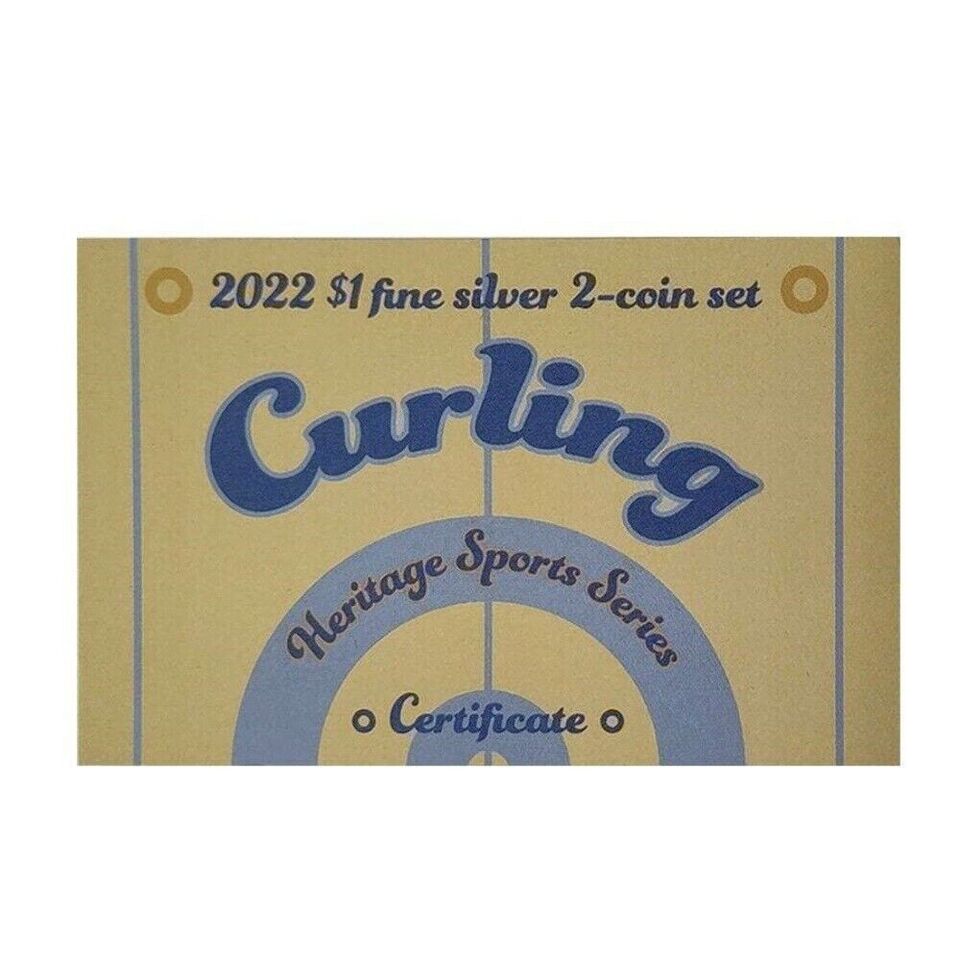 2022 $1 fine silver 2-coin set
Curling
Heritage Sports Series
Certificate